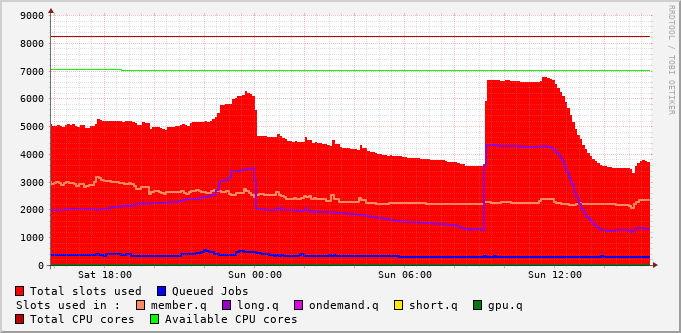 9000
8000
7000
6000
5000
4000
3000
2000
1000
0
Sat 18:00 Sun 00:00 Sun 06:00 Sun 12:00
RRDTOOL / TOBI OETIKER
Total slots used Queued Jobs
Slots used in : member.q long.q ondemand.q short.q gpu.q
Total CPU cores Available CPU cores